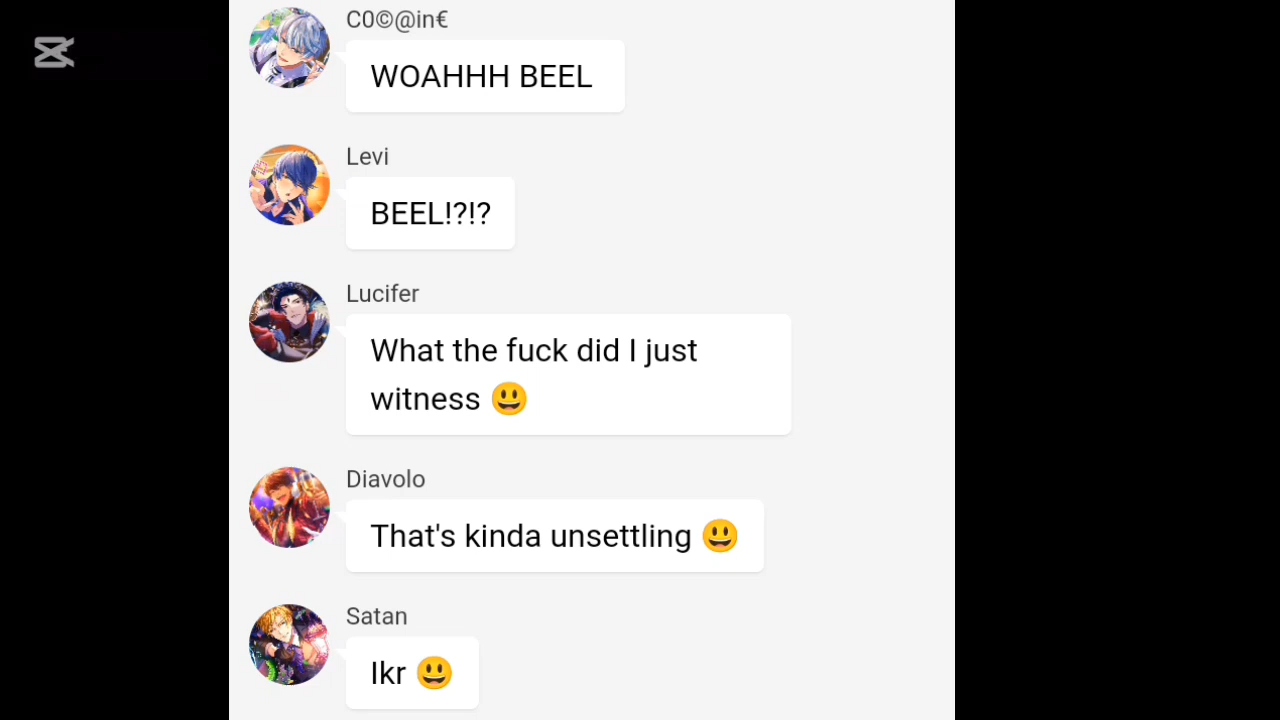 C0©@in€
WOAHHH BEEL
Levi
BEEL!?!?
Lucifer
What the fuck did I just
witness 😃
Diavolo
That's kinda unsettling 😃
Satan
Ikr 😃